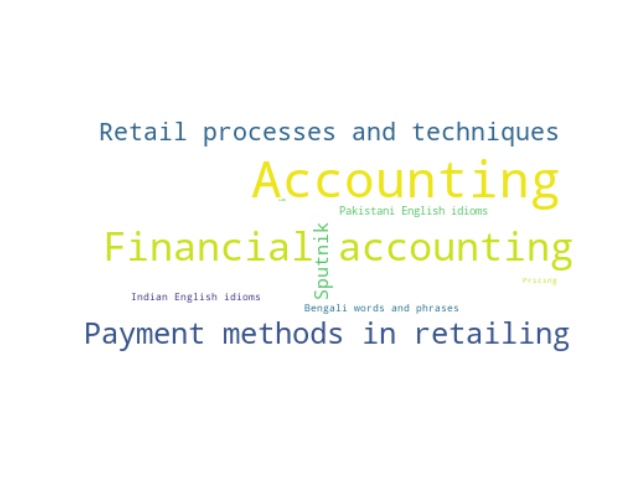 Retail processes and techniques
Accounting
Pakistani English idioms
Financial accounting
Sputnik
Pricing
Indian English idioms
Bengali words and phrases
Payment methods in retailing